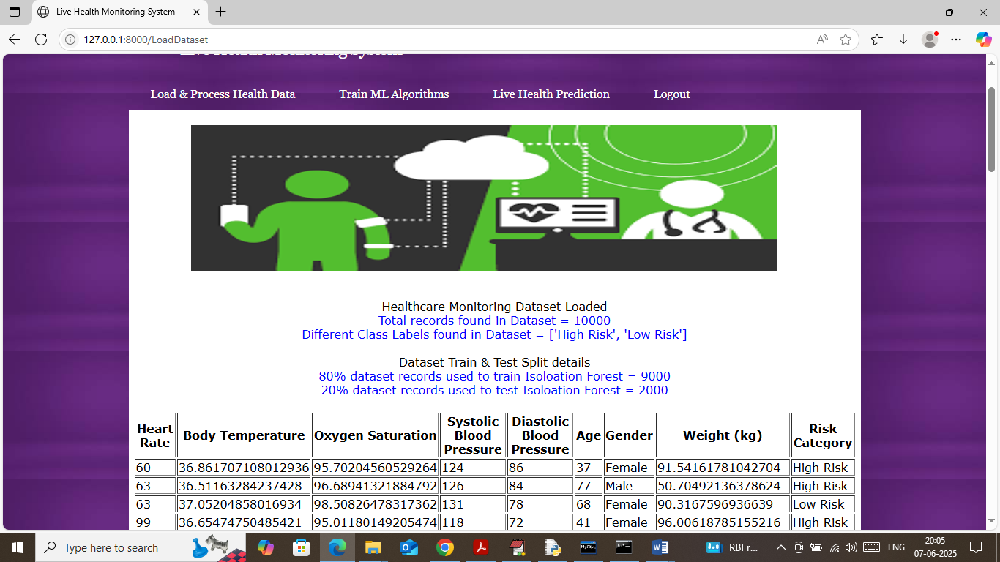 Live Health Monitoring System
127.0.0.1:8000/LoadDataset
Live Health Monitoring System
Load & Process Health Data Train ML Algorithms Live Health Prediction Logout
Healthcare Monitoring Dataset Loaded
Total records found in Dataset = 10000
Different Class Labels found in Dataset = ['High Risk', 'Low Risk']
Dataset Train & Test Split details
80% dataset records used to train Isoloation Forest = 9000
20% dataset records used to test Isoloation Forest = 2000
Heart Rate Body Temperature Oxygen Saturation Systolic Blood Pressure Diastolic Blood Pressure Age Gender Weight (kg) Risk Category
60 36.861707108012936 95.70204560529264 124 86 37 Female 91.54161781042704 High Risk
63 36.51163284237428 96.68941321884792 126 84 77 Male 50.70492136378624 High Risk
63 37.05204858016934 98.50826478317362 131 78 68 Female 90.3167596936639 Low Risk
99 36.65474750485421 95.01180149205474 118 72 41 Female 96.00618785155216 High Risk
Type here to search
RBI r...
ENG
20:05
07-06-2025